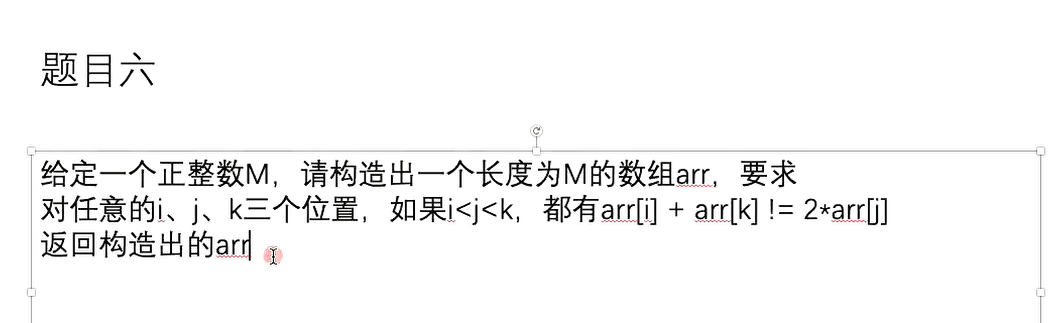 题目六
给定一个正整数M，请构造出一个长度为M的数组arr，要求
对任意的i、j、k三个位置，如果i<j<k，都有arr[i] + arr[k] != 2*arr[j]
返回构造出的arr